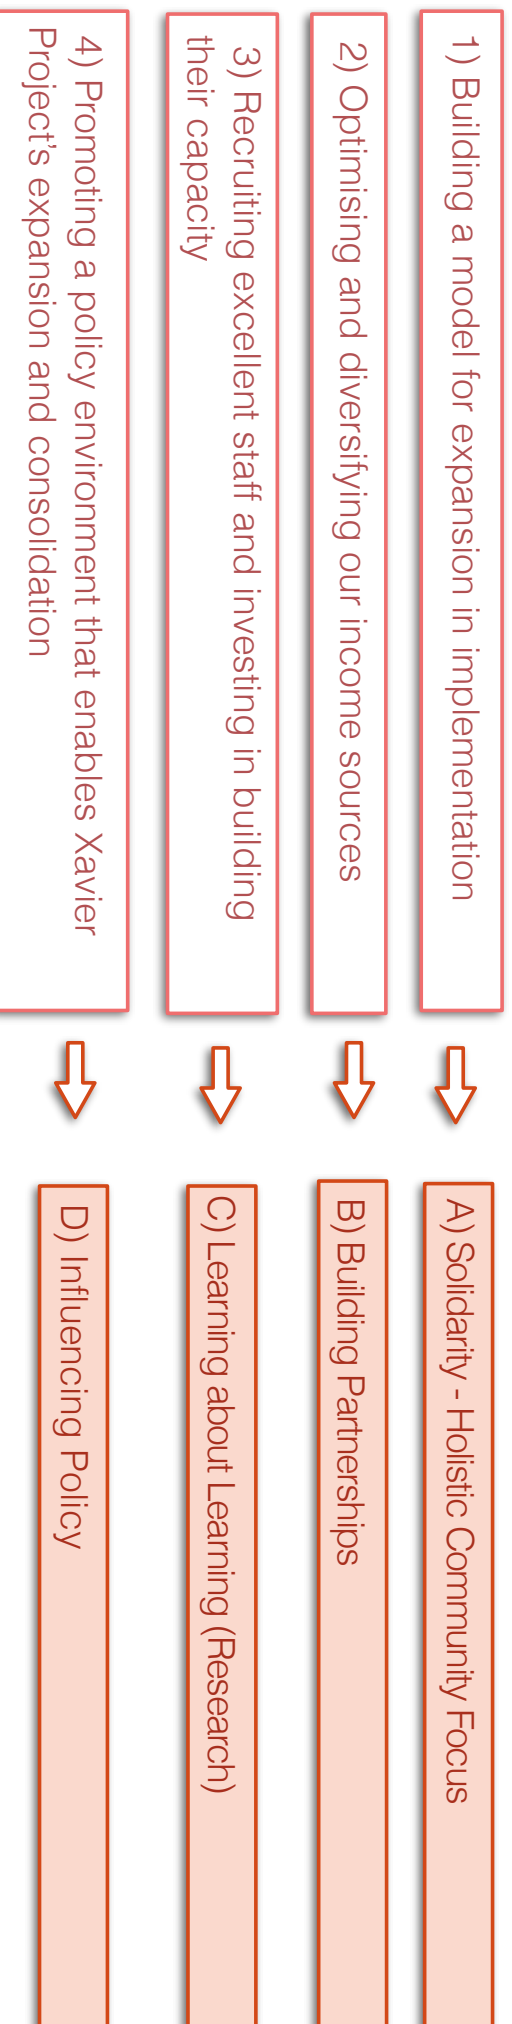 1) Building a model for expansion in implementation
A) Solidarity - Holistic Community Focus
2) Optimising and diversifying our income sources
B) Building Partnerships
3) Recruiting excellent staff and investing in building
their capacity
C) Learning about Learning (Research)
4) Promoting a policy environment that enables Xavier
Project's expansion and consolidation
D) Influencing Policy